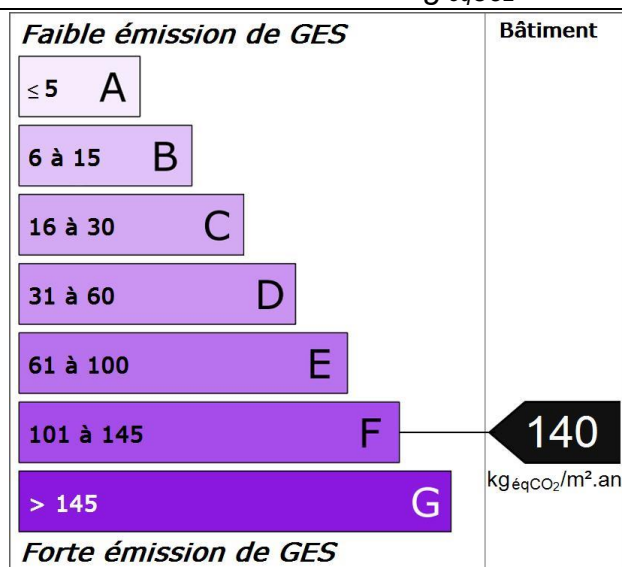 g éqCO2
Faible émission de GES
Bâtiment
≤ 5 A
6 à 15 B
16 à 30 C
31 à 60 D
61 à 100 E
101 à 145 F
140
kgéqCO2/m².an
> 145 G
Forte émission de GES